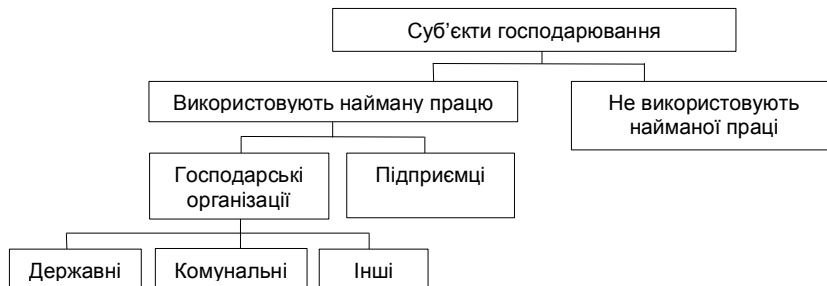 Суб’єкти господарювання
Використовують найману працю
Не використовують
найманої праці
Господарські
організації
Підприємці
Державні
Комунальні
Інші